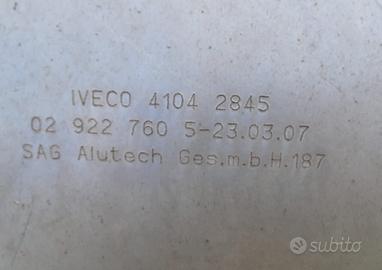 IVECO 4104 2845
02 922 760 5-23.03.07
SAG Alutech Ges.m.b.H.187
subito